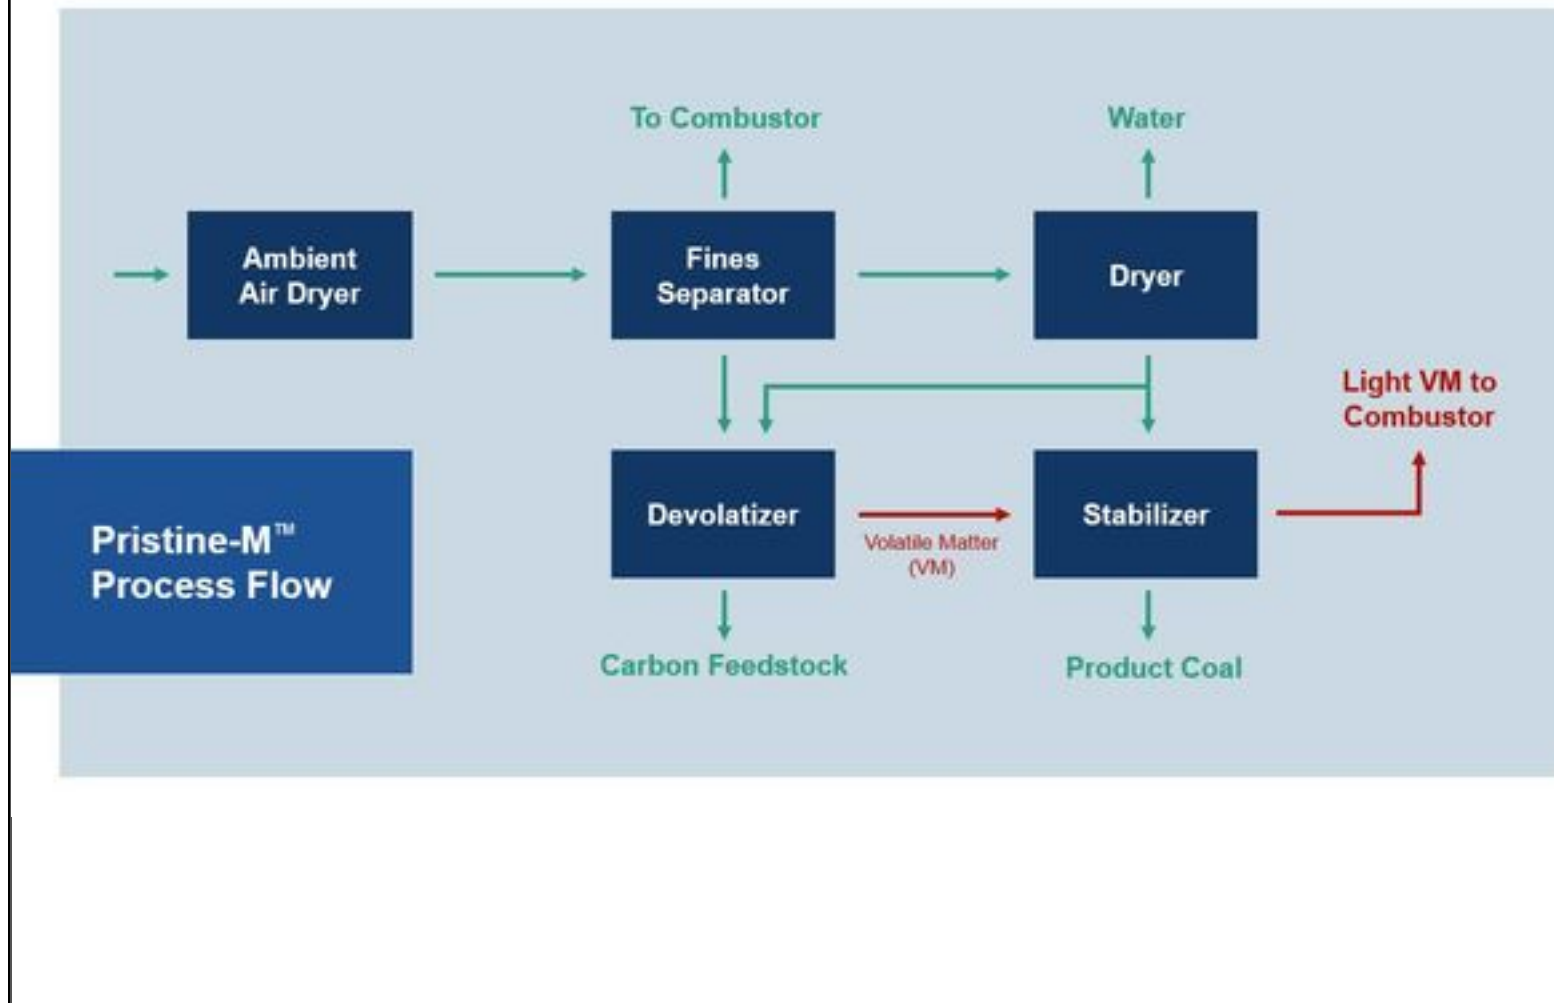 To Combustor
Water
Ambient
Air Dryer
Fines
Separator
Dryer
Light VM to
Combustor
Pristine-M™
Process Flow
Devolatizer
Volatile Matter
(VM)
Stabilizer
Carbon Feedstock
Product Coal